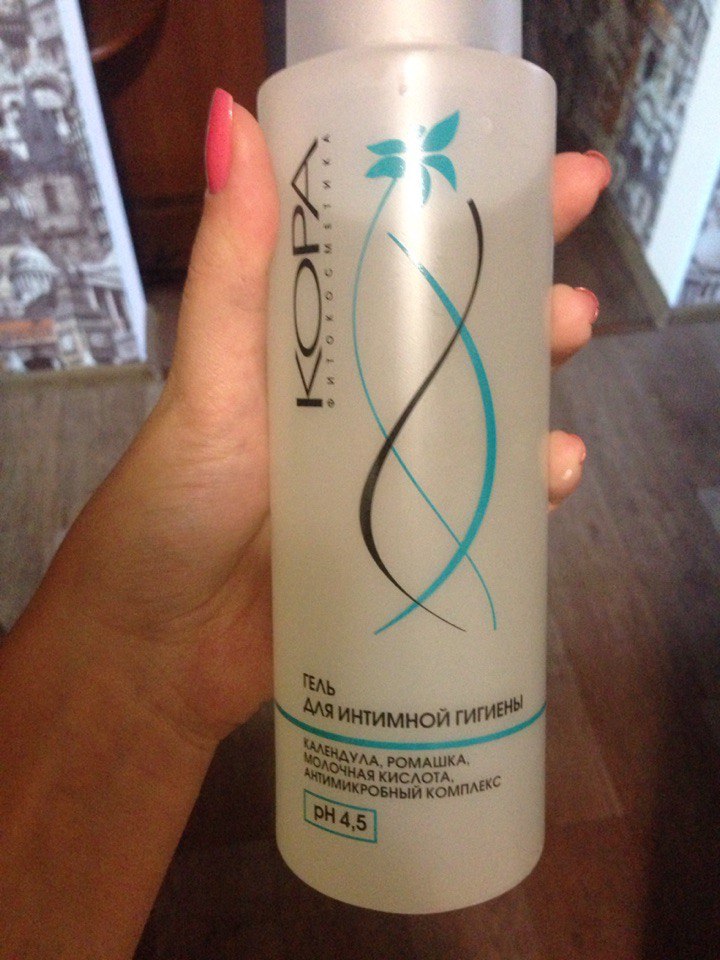 КОРА
ФИТОКОСМЕТИКА
ГЕЛЬ
ДЛЯ ИНТИМНОЙ ГИГИЕНЫ
КАЛЕНДУЛА, РОМАШКА,
МОЛОЧНАЯ КИСЛОТА,
АНТИМИКРОБНЫЙ КОМПЛЕКС
pH 4,5